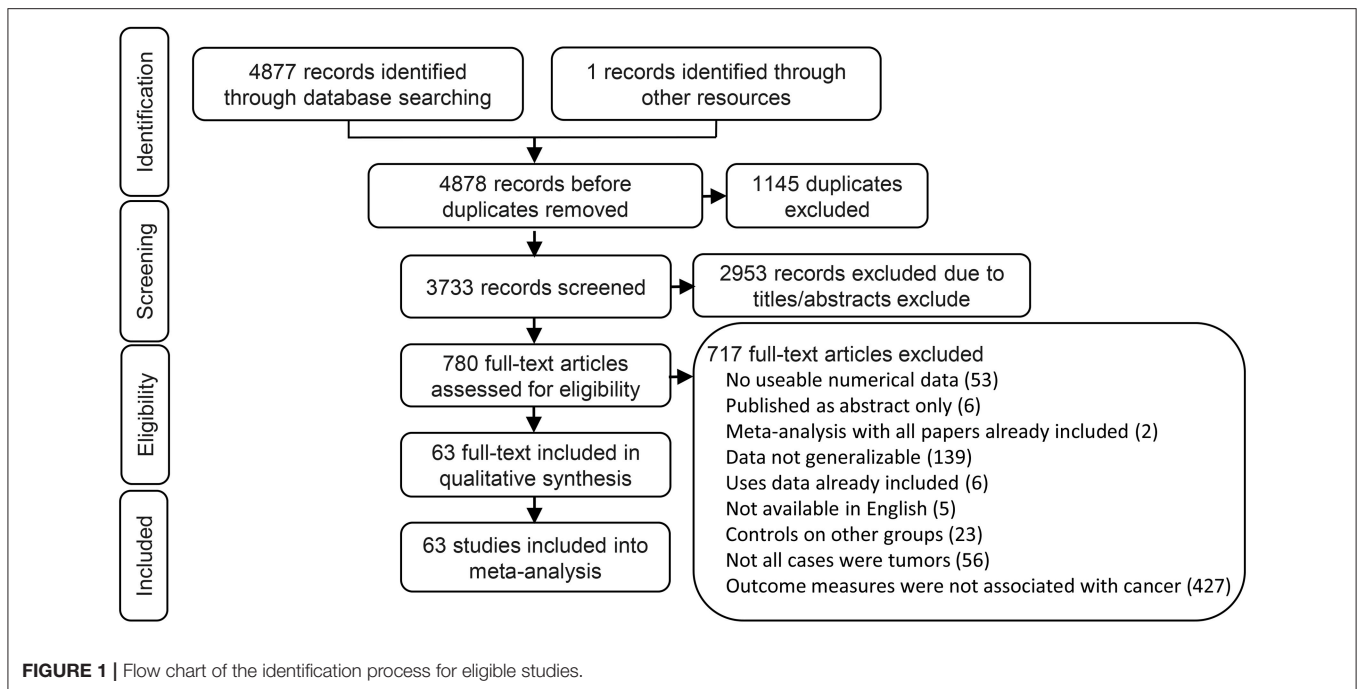 Identification
4877 records identified
through database searching
1 records identified through
other resources
4878 records before
duplicates removed
1145 duplicates
excluded
Screening
3733 records screened
2953 records excluded due to
titles/abstracts exclude
Eligibility
780 full-text articles
assessed for eligibility
717 full-text articles excluded
No useable numerical data (53)
Published as abstract only (6)
Meta-analysis with all papers already included (2)
Data not generalizable (139)
Uses data already included (6)
Not available in English (5)
Controls on other groups (23)
Not all cases were tumors (56)
Outcome measures were not associated with cancer (427)
63 full-text included in
qualitative synthesis
Included
63 studies included into
meta-analysis
FIGURE 1 | Flow chart of the identification process for eligible studies.